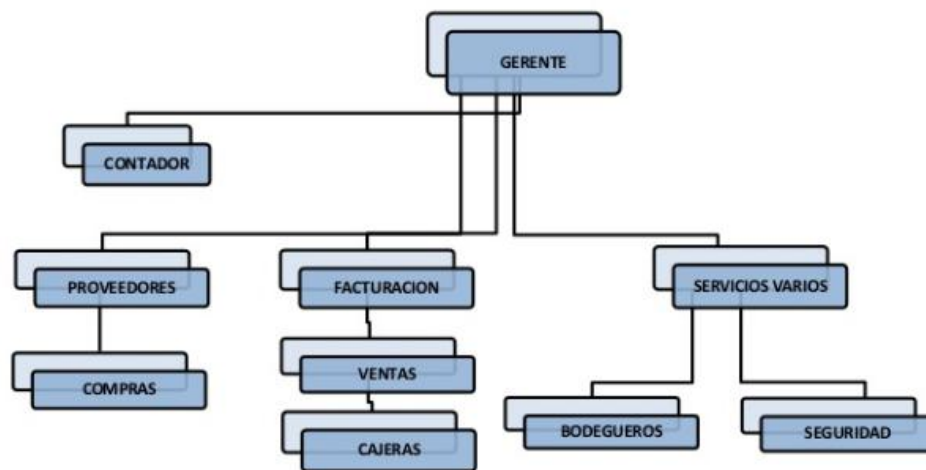 GERENTE
CONTADOR
PROVEEDORES
FACTURACION
SERVICIOS VARIOS
COMPRAS
VENTAS
BODEGUEROS
SEGURIDAD
CAJERAS